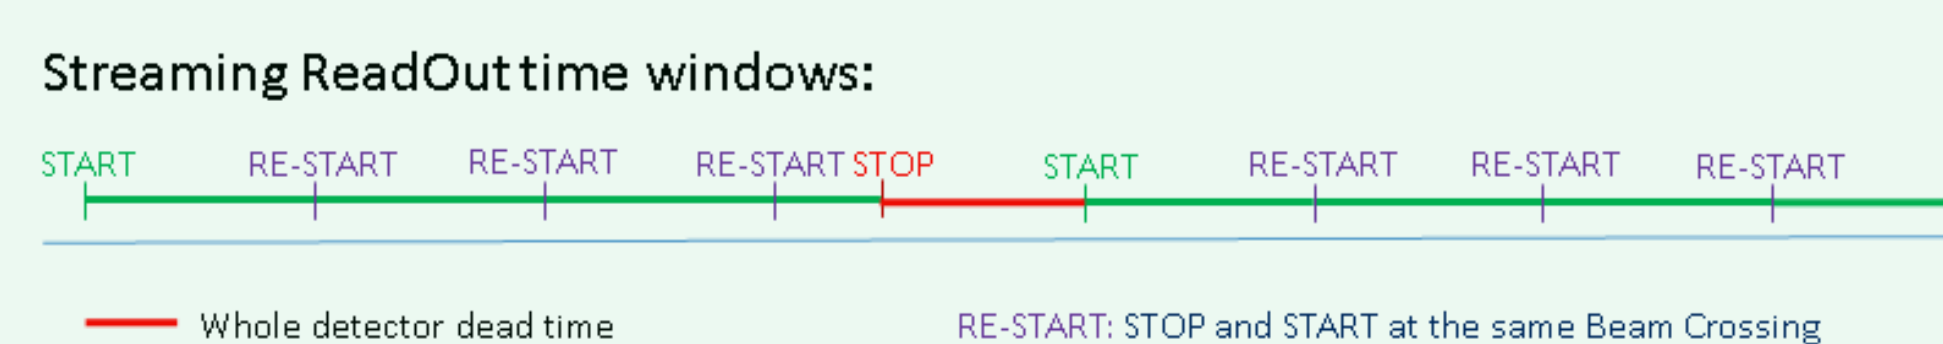 Streaming ReadOut time windows:
START RE-START RE-START RE-START STOP START RE-START RE-START RE-START
Whole detector dead time RE-START: STOP and START at the same Beam Crossing